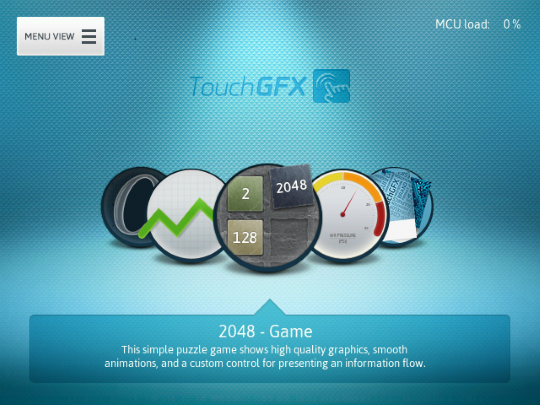 MENU VIEW
MCU load: 0 %
TouchGFX
2
2048
128
2048 - Game
This simple puzzle game shows high quality graphics, smooth
animations, and a custom control for presenting an information flow.